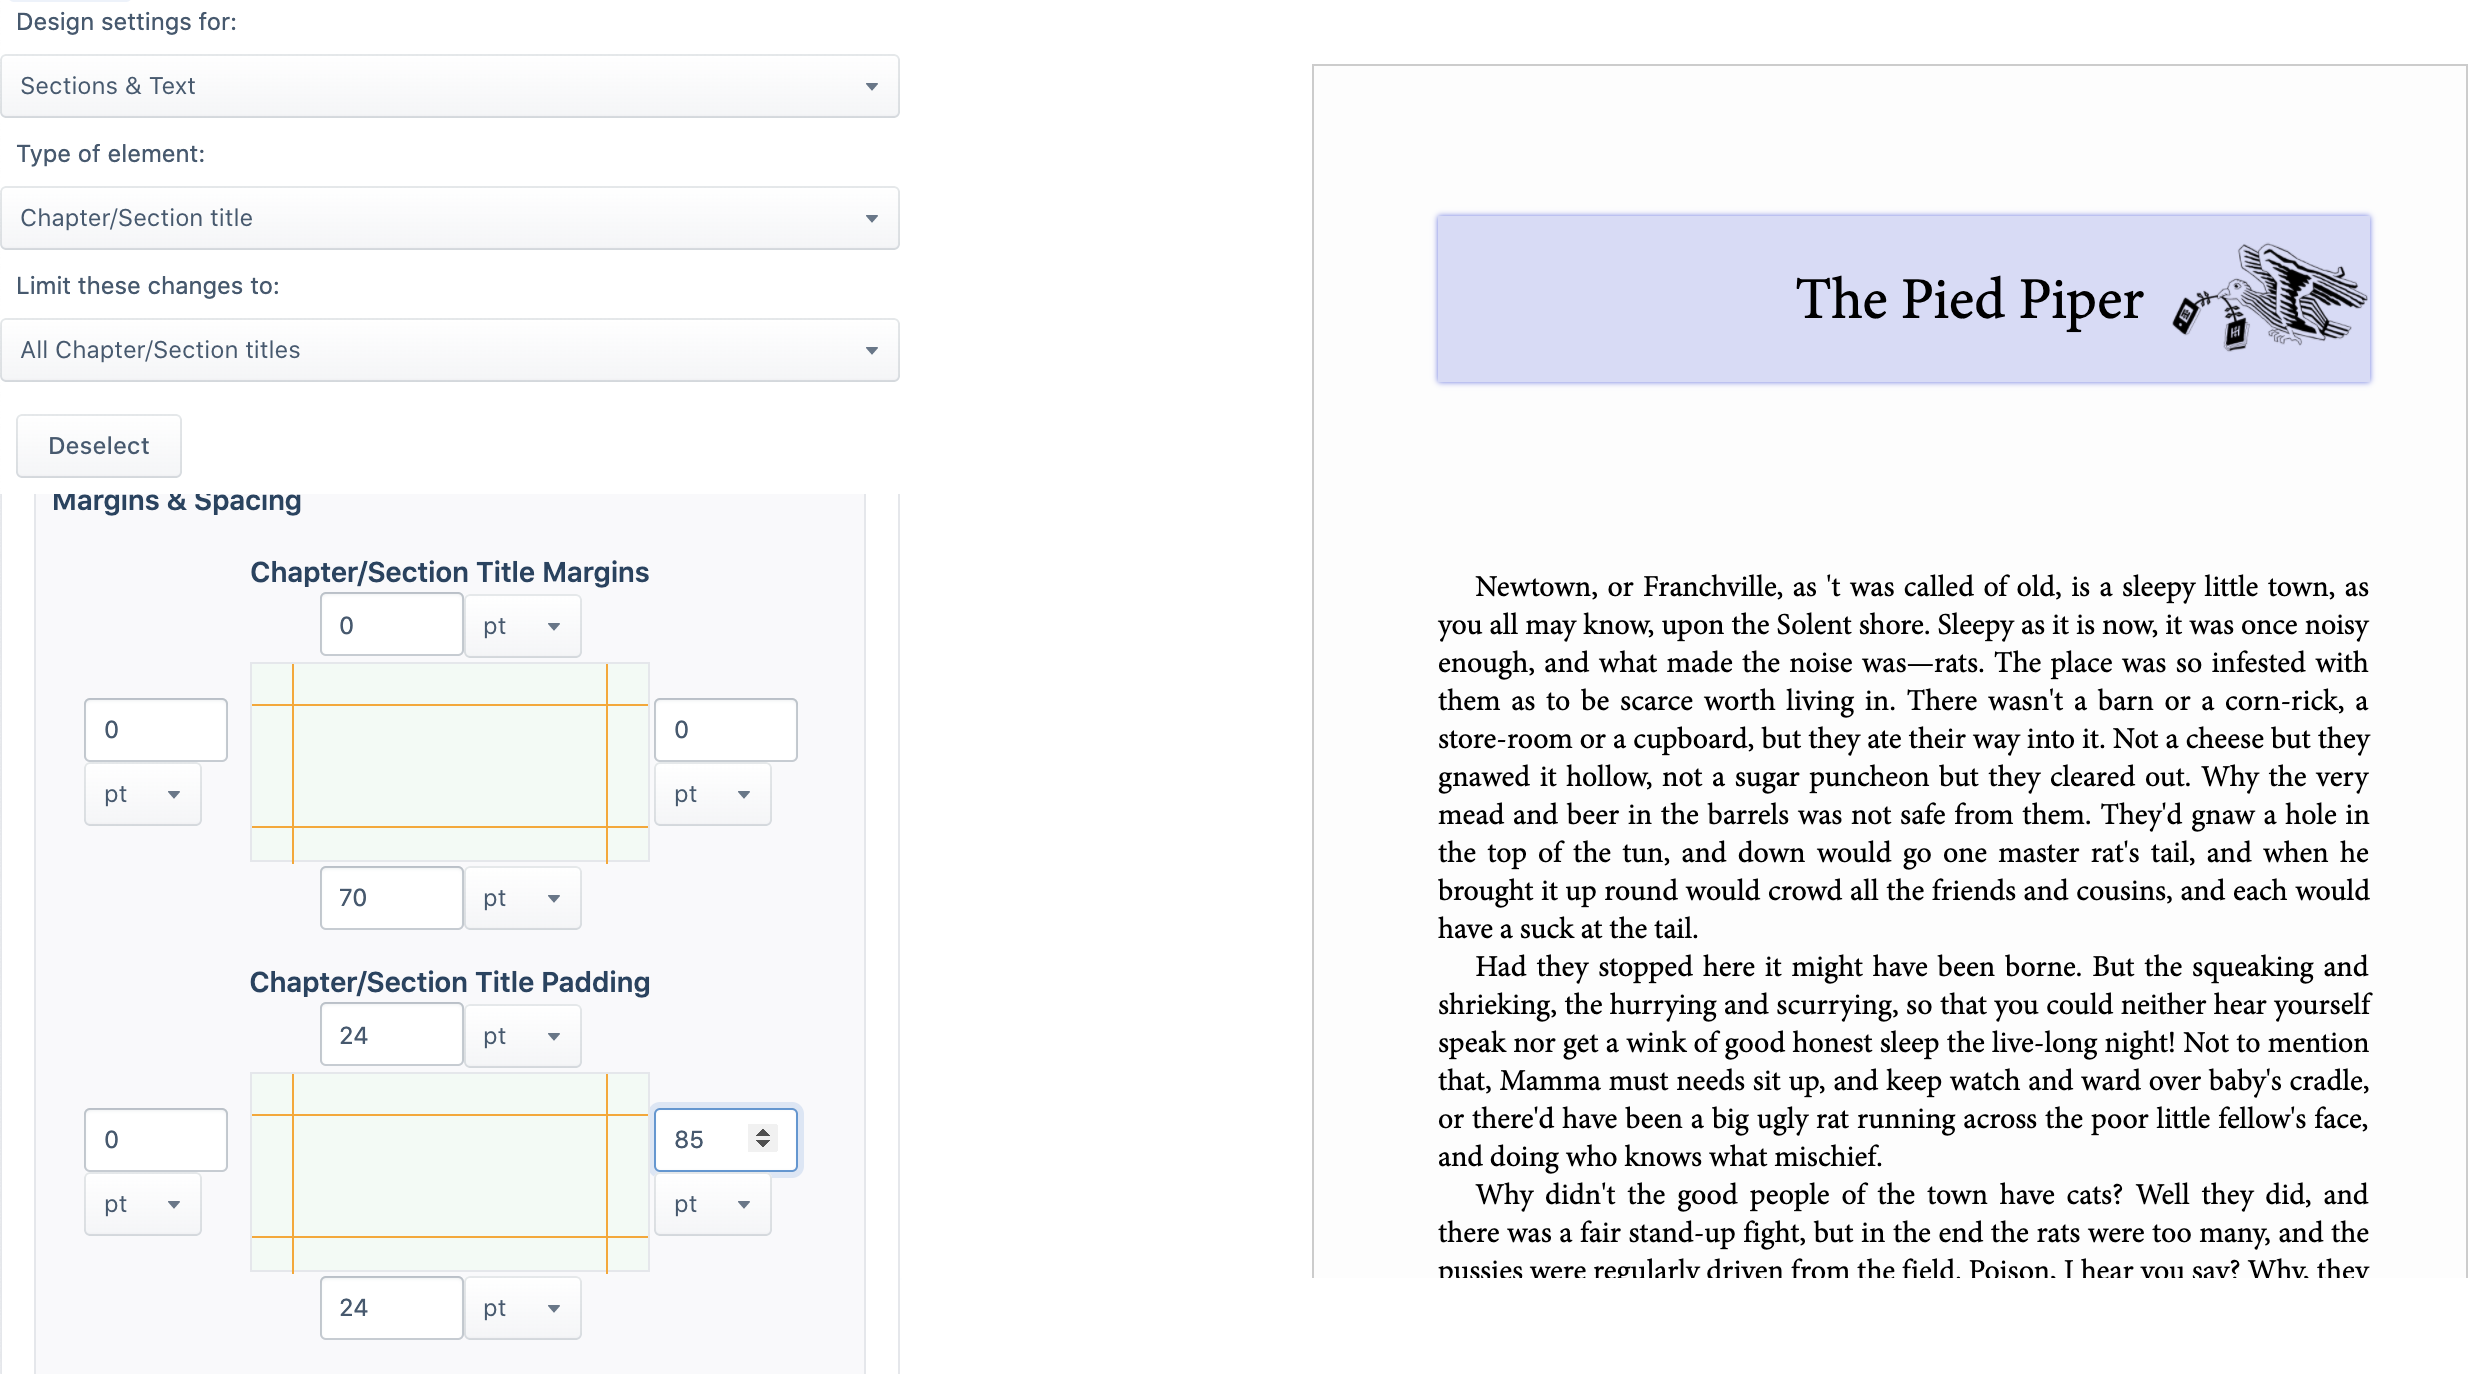 Design settings for:
Sections & Text
Type of element:
Chapter/Section title
Limit these changes to:
All Chapter/Section titles
Deselect
Margins & Spacing
Chapter/Section Title Margins
0 pt
0 pt
0 pt
70 pt
Chapter/Section Title Padding
24 pt
0 pt
85 pt
24 pt
The Pied Piper
Newtown, or Franchville, as 't was called of old, is a sleepy little town, as
you all may know, upon the Solent shore. Sleepy as it is now, it was once noisy
enough, and what made the noise was—rats. The place was so infested with
them as to be scarce worth living in. There wasn't a barn or a corn-rick, a
store-room or a cupboard, but they ate their way into it. Not a cheese but they
gnawed it hollow, not a sugar puncheon but they cleared out. Why the very
mead and beer in the barrels was not safe from them. They'd gnaw a hole in
the top of the tun, and down would go one master rat's tail, and when he
brought it up round would crowd all the friends and cousins, and each would
have a suck at the tail.
Had they stopped here it might have been borne. But the squeaking and
shrieking, the hurrying and scurrying, so that you could neither hear yourself
speak nor get a wink of good honest sleep the live-long night! Not to mention
that, Mamma must needs sit up, and keep watch and ward over baby's cradle,
or there'd have been a big ugly rat running across the poor little fellow's face,
and doing who knows what mischief.
Why didn't the good people of the town have cats? Well they did, and
there was a fair stand-up fight, but in the end the rats were too many, and the
pussies were regularly driven from the field. Poison, I hear you say? Why, they